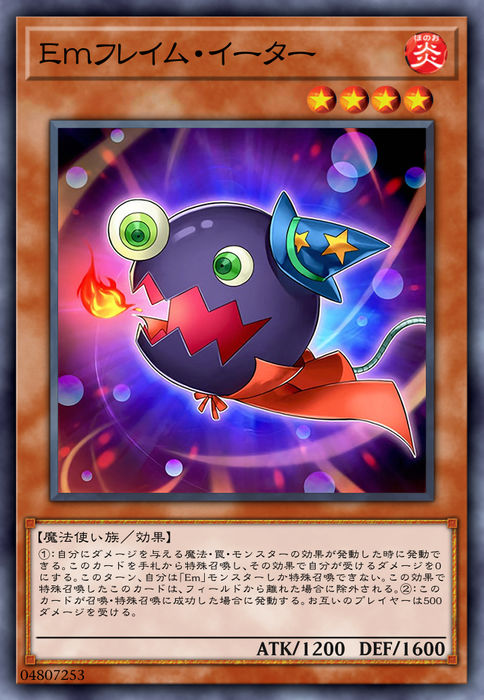 Emフレイム・イーター
ほのお
炎
【魔法使い族／効果】
①：自分にダメージを与える魔法・罠・モンスターの効果が発動した時に発動で
きる。このカードを手札から特殊召喚し、その効果で自分が受けるダメージを0
にする。このターン、自分は「Em」モンスターしか特殊召喚できない。この効果で
特殊召喚したこのカードは、フィールドから離れた場合に除外される。②：この
カードが召喚・特殊召喚に成功した場合に発動する。お互いのプレイヤーは500
ダメージを受ける。
ATK/1200 DEF/1600
04807253